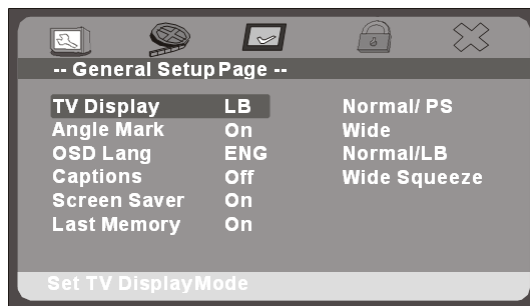 -- General Setup Page --
TV Display LB Normal/ PS
Angle Mark On Wide
OSD Lang ENG Normal/LB
Captions Off Wide Squeeze
Screen Saver On
Last Memory On
Set TV DisplayMode